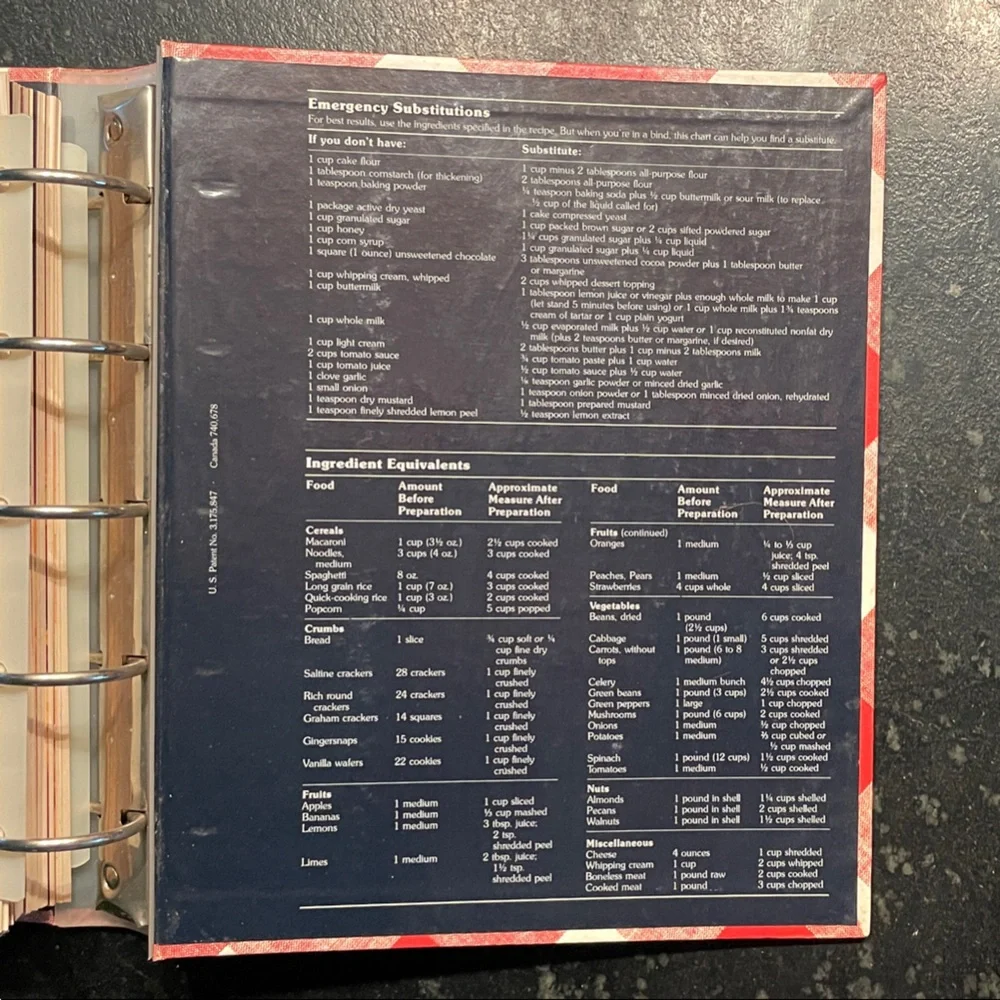 Emergency Substitutions
For best results, use the ingredients specified in the recipe. But when you're in a bind, this chart can help you find a substitute.
If you don't have: Substitute:
1 cup cake flour 1 cup minus 2 tablespoons all-purpose flour
1 tablespoon cornstarch (for thickening) 2 tablespoons all-purpose flour
1 teaspoon baking powder ¼ teaspoon baking soda plus ½ cup buttermilk or sour milk (to replace
½ cup of the liquid called for)
1 package active dry yeast 1 cake compressed yeast
1 cup granulated sugar 1 cup packed brown sugar or 2 cups sifted powdered sugar
1 cup honey 1¼ cups granulated sugar plus ¼ cup liquid
1 cup corn syrup 1 cup granulated sugar plus ¼ cup liquid
1 square (1 ounce) unsweetened chocolate 3 tablespoons unsweetened cocoa powder plus 1 tablespoon butter
or margarine
1 cup whipping cream, whipped 2 cups whipped dessert topping
1 cup buttermilk 1 tablespoon lemon juice or vinegar plus enough whole milk to make 1 cup
(let stand 5 minutes before using) or 1 cup whole milk plus 1¾ teaspoons
cream of tartar or 1 cup plain yogurt
1 cup whole milk ½ cup evaporated milk plus ½ cup water or 1 cup reconstituted nonfat dry
milk (plus 2 teaspoons butter or margarine, if desired)
1 cup light cream 2 tablespoons butter plus 1 cup minus 2 tablespoons milk
2 cups tomato sauce ¾ cup tomato paste plus 1 cup water
1 cup tomato juice ½ cup tomato sauce plus ½ cup water
1 clove garlic ⅛ teaspoon garlic powder or minced dried garlic
1 small onion 1 teaspoon onion powder or 1 tablespoon minced dried onion, rehydrated
1 teaspoon dry mustard 1 tablespoon prepared mustard
1 teaspoon finely shredded lemon peel ½ teaspoon lemon extract
U.S. Patent No. 3,175,847 · Canada 740,678
Ingredient Equivalents
Food Amount Before Preparation Approximate Measure After Preparation
Cereals
Macaroni 1 cup (3½ oz.) 2½ cups cooked
Noodles, 3 cups (4 oz.) 3 cups cooked
medium
Spaghetti 8 oz. 4 cups cooked
Long grain rice 1 cup (7 oz.) 3 cups cooked
Quick-cooking rice 1 cup (3 oz.) 2 cups cooked
Popcorn ¼ cup 5 cups popped
Crumbs
Bread 1 slice ¾ cup soft or ¼
cup fine dry
crumbs
Saltine crackers 28 crackers 1 cup finely
crushed
Rich round 24 crackers 1 cup finely
crackers crushed
Graham crackers 14 squares 1 cup finely
crushed
Gingersnaps 15 cookies 1 cup finely
crushed
Vanilla wafers 22 cookies 1 cup finely
crushed
Fruits
Apples 1 medium 1 cup sliced
Bananas 1 medium ⅓ cup mashed
Lemons 1 medium 3 tbsp. juice;
2 tsp.
shredded peel
Limes 1 medium 2 tbsp. juice;
1½ tsp.
shredded peel
Food Amount Before Preparation Approximate Measure After Preparation
Fruits (continued)
Oranges 1 medium ¼ to ⅓ cup
juice; 4 tsp.
shredded peel
Peaches, Pears 1 medium ½ cup sliced
Strawberries 4 cups whole 4 cups sliced
Vegetables
Beans, dried 1 pound 6 cups cooked
(2½ cups)
Cabbage 1 pound (1 small) 5 cups shredded
Carrots, without 1 pound (6 to 8 3 cups shredded
tops medium) or 2½ cups
chopped
Celery 1 medium bunch 4½ cups chopped
Green beans 1 pound (3 cups) 2½ cups cooked
Green peppers 1 large 1 cup chopped
Mushrooms 1 pound (6 cups) 2 cups cooked
Onions 1 medium ½ cup chopped
Potatoes 1 medium ⅔ cup cubed or
½ cup mashed
Spinach 1 pound (12 cups) 1½ cups cooked
Tomatoes 1 medium ½ cup cooked
Nuts
Almonds 1 pound in shell 1¼ cups shelled
Pecans 1 pound in shell 2 cups shelled
Walnuts 1 pound in shell 1½ cups shelled
Miscellaneous
Cheese 4 ounces 1 cup shredded
Whipping cream 1 cup 2 cups whipped
Boneless meat 1 pound raw 2 cups cooked
Cooked meat 1 pound 3 cups chopped